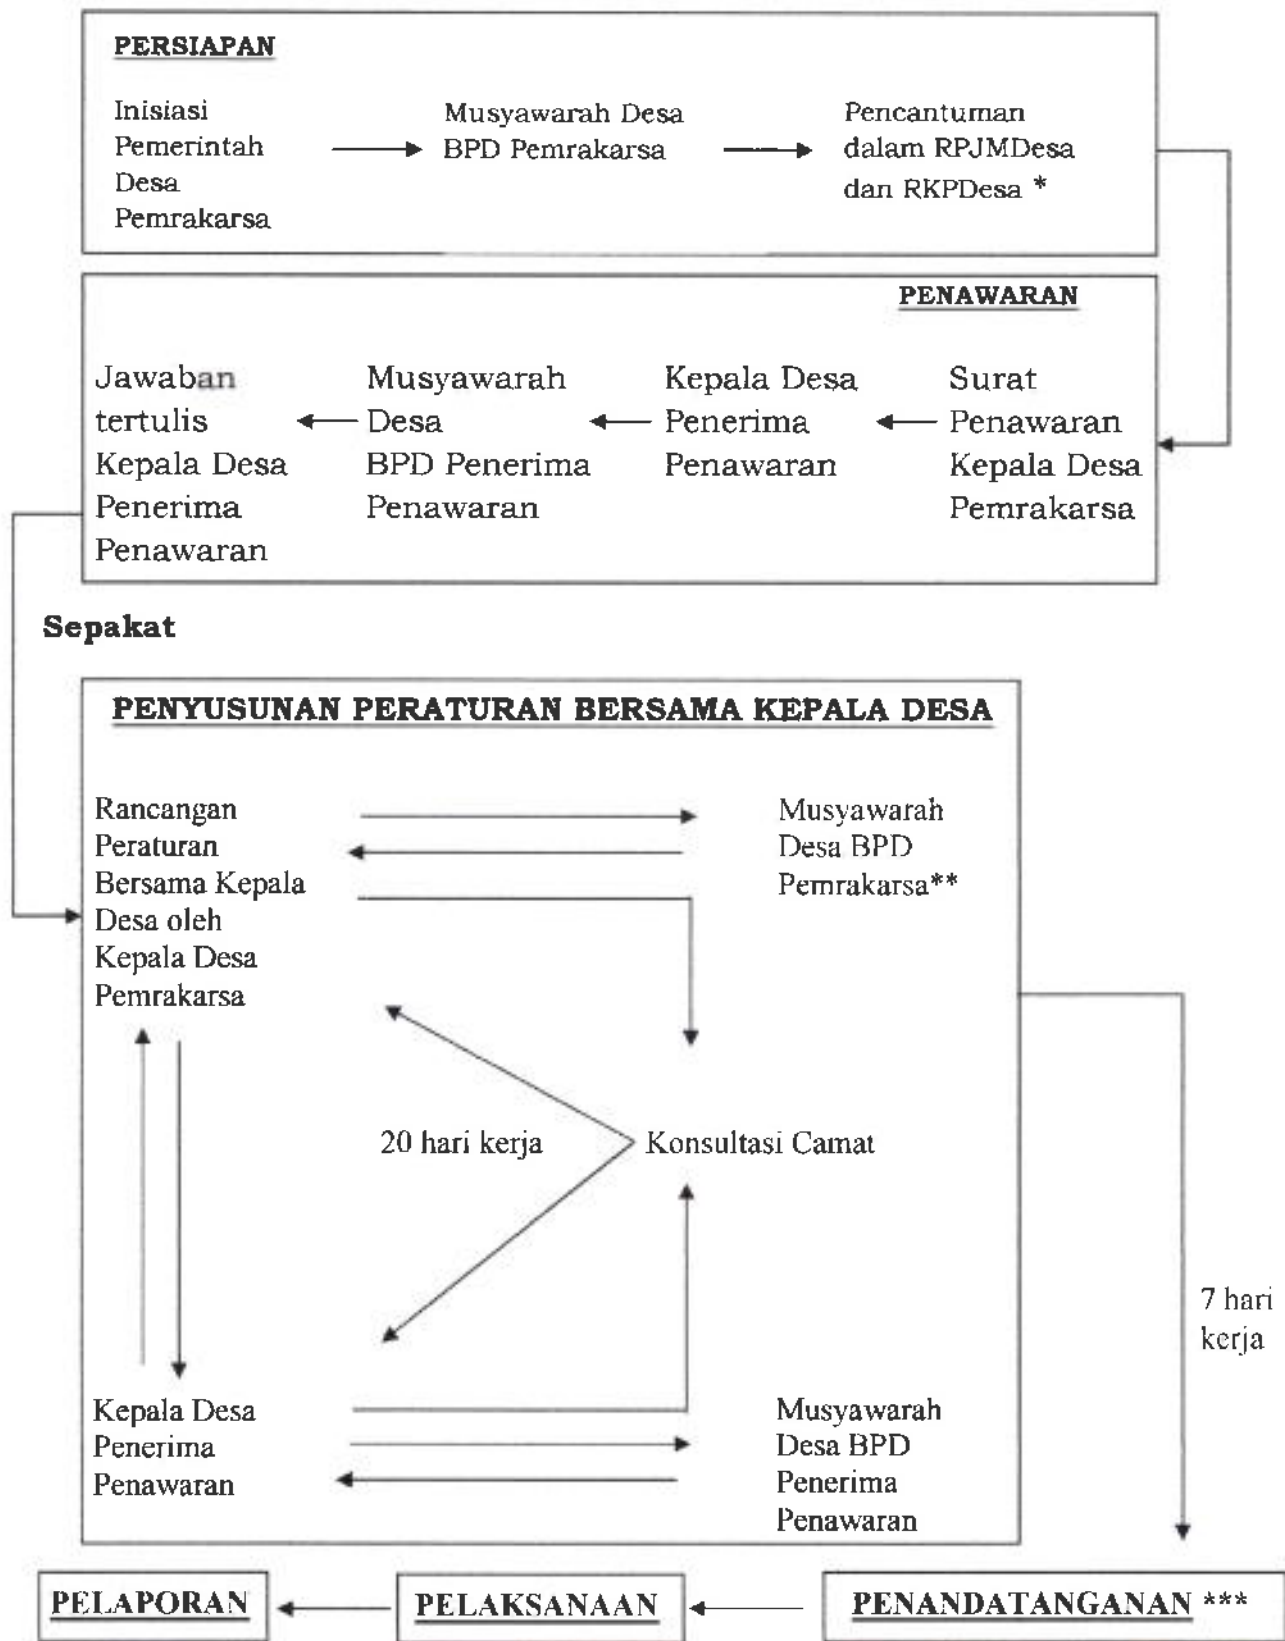 PERSIAPAN
Inisiasi
Pemerintah
Desa
Pemrakarsa
Musyawarah Desa
BPD Pemrakarsa
Pencantuman
dalam RPJMDesa
dan RKPDesa *
PENAWARAN
Jawaban
tertulis
Kepala Desa
Penerima
Penawaran
Musyawarah
Desa
BPD Penerima
Penawaran
Kepala Desa
Penerima
Penawaran
Surat
Penawaran
Kepala Desa
Pemrakarsa
Sepakat
PENYUSUNAN PERATURAN BERSAMA KEPALA DESA
Rancangan
Peraturan
Bersama Kepala
Desa oleh
Kepala Desa
Pemrakarsa
Musyawarah
Desa BPD
Pemrakarsa**
20 hari kerja
Konsultasi Camat
7 hari
kerja
Kepala Desa
Penerima
Penawaran
Musyawarah
Desa BPD
Penerima
Penawaran
PELAPORAN
PELAKSANAAN
PENANDATANGANAN ***